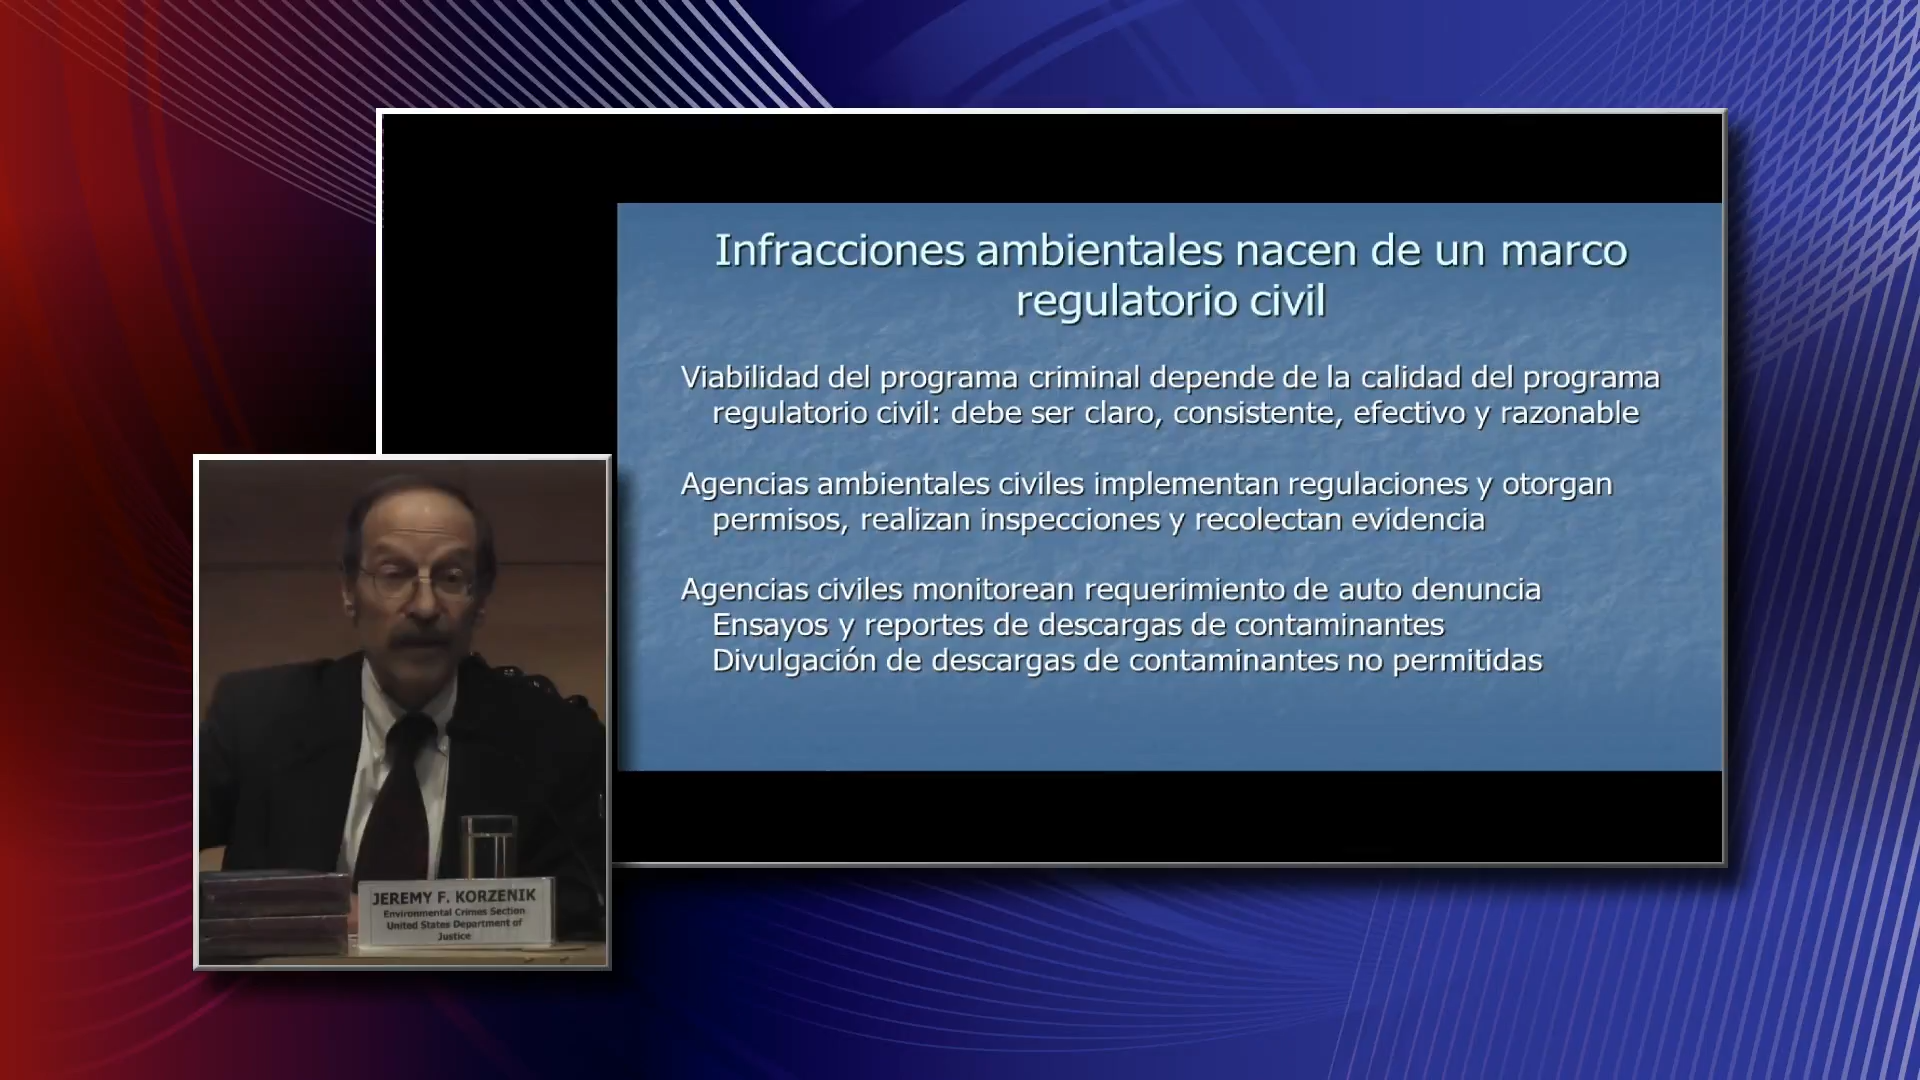 Infracciones ambientales nacen de un marco
regulatorio civil
Viabilidad del programa criminal depende de la calidad del programa
regulatorio civil: debe ser claro, consistente, efectivo y razonable
Agencias ambientales civiles implementan regulaciones y otorgan
permisos, realizan inspecciones y recolectan evidencia
Agencias civiles monitorean requerimiento de auto denuncia
Ensayos y reportes de descargas de contaminantes
Divulgación de descargas de contaminantes no permitidas
JEREMY F. KORZENIK
Environmental Crimes Section
United States Department of
Justice